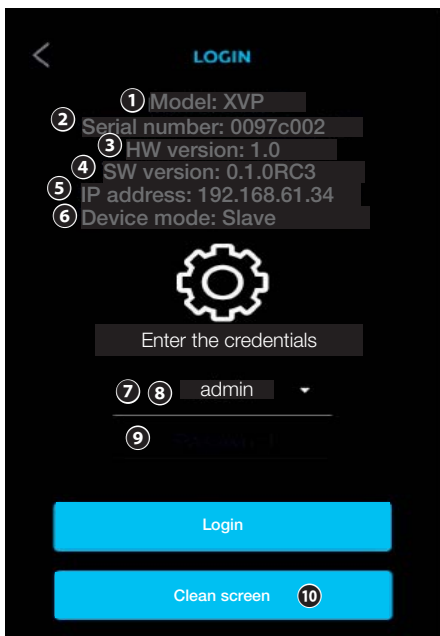 LOGIN
1 Model: XVP
2 Serial number: 0097c002
3 HW version: 1.0
4 SW version: 0.1.0RC3
5 IP address: 192.168.61.34
6 Device mode: Slave
Enter the credentials
7 8 admin
9
Login
Clean screen 10